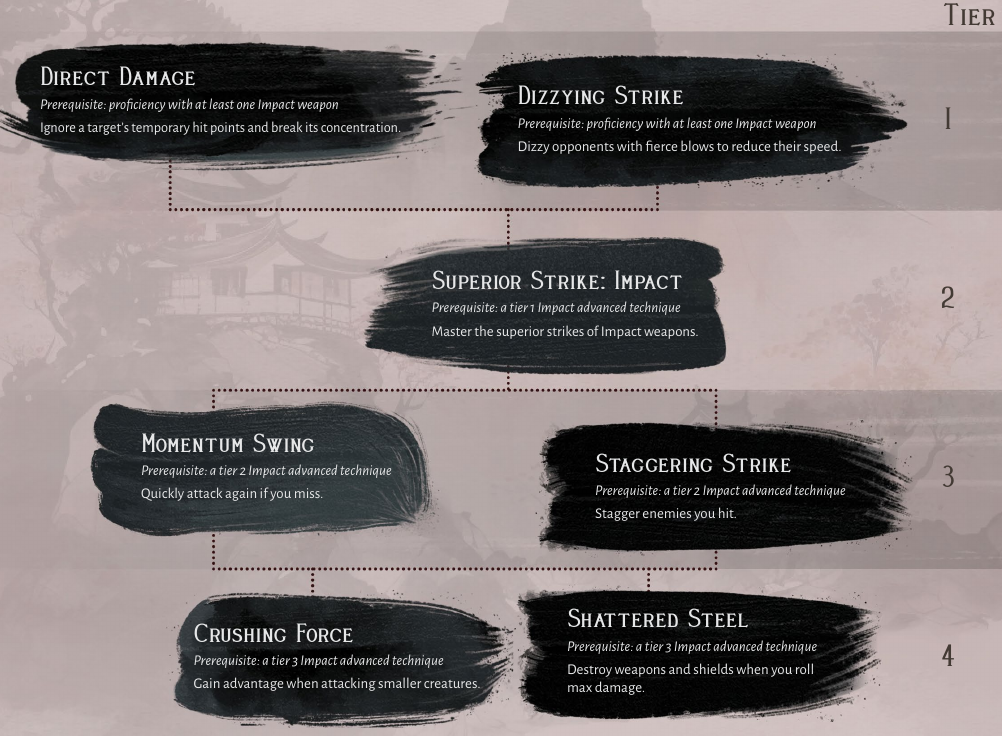 Tier
Direct Damage
Prerequisite: proficiency with at least one Impact weapon
Ignore a target's temporary hit points and break its concentration.
Dizzying Strike
Prerequisite: proficiency with at least one Impact weapon
Dizzy opponents with fierce blows to reduce their speed.
1
Superior Strike: Impact
Prerequisite: a tier 1 Impact advanced technique
Master the superior strikes of Impact weapons.
2
Momentum Swing
Prerequisite: a tier 2 Impact advanced technique
Quickly attack again if you miss.
Staggering Strike
Prerequisite: a tier 2 Impact advanced technique
Stagger enemies you hit.
3
Crushing Force
Prerequisite: a tier 3 Impact advanced technique
Gain advantage when attacking smaller creatures.
Shattered Steel
Prerequisite: a tier 3 Impact advanced technique
Destroy weapons and shields when you roll
max damage.
4